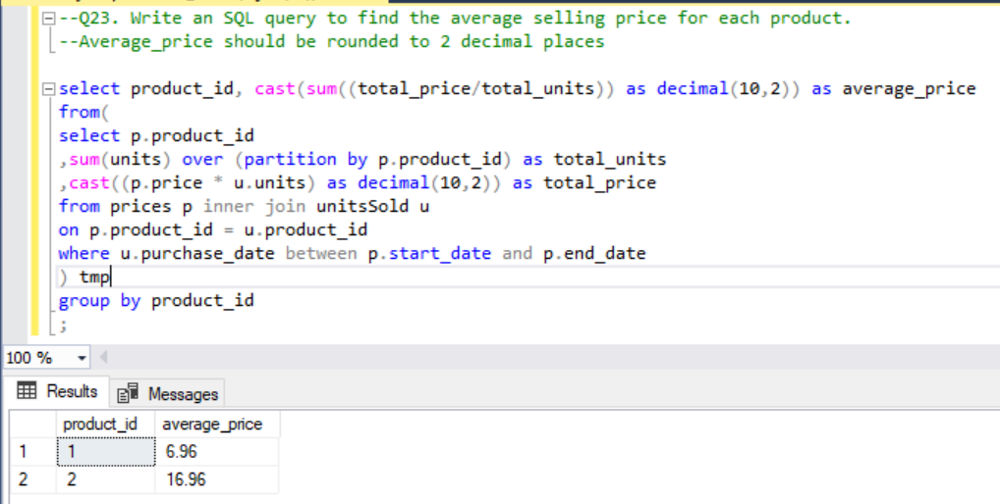 --Q23. Write an SQL query to find the average selling price for each product.
--Average_price should be rounded to 2 decimal places
select product_id, cast(sum((total_price/total_units)) as decimal(10,2)) as average_price
from(
select p.product_id
,sum(units) over (partition by p.product_id) as total_units
,cast((p.price * u.units) as decimal(10,2)) as total_price
from prices p inner join unitsSold u
on p.product_id = u.product_id
where u.purchase_date between p.start_date and p.end_date
) tmp
group by product_id
;
100 %
Results Messages
product_id average_price
1 1 6.96
2 2 16.96